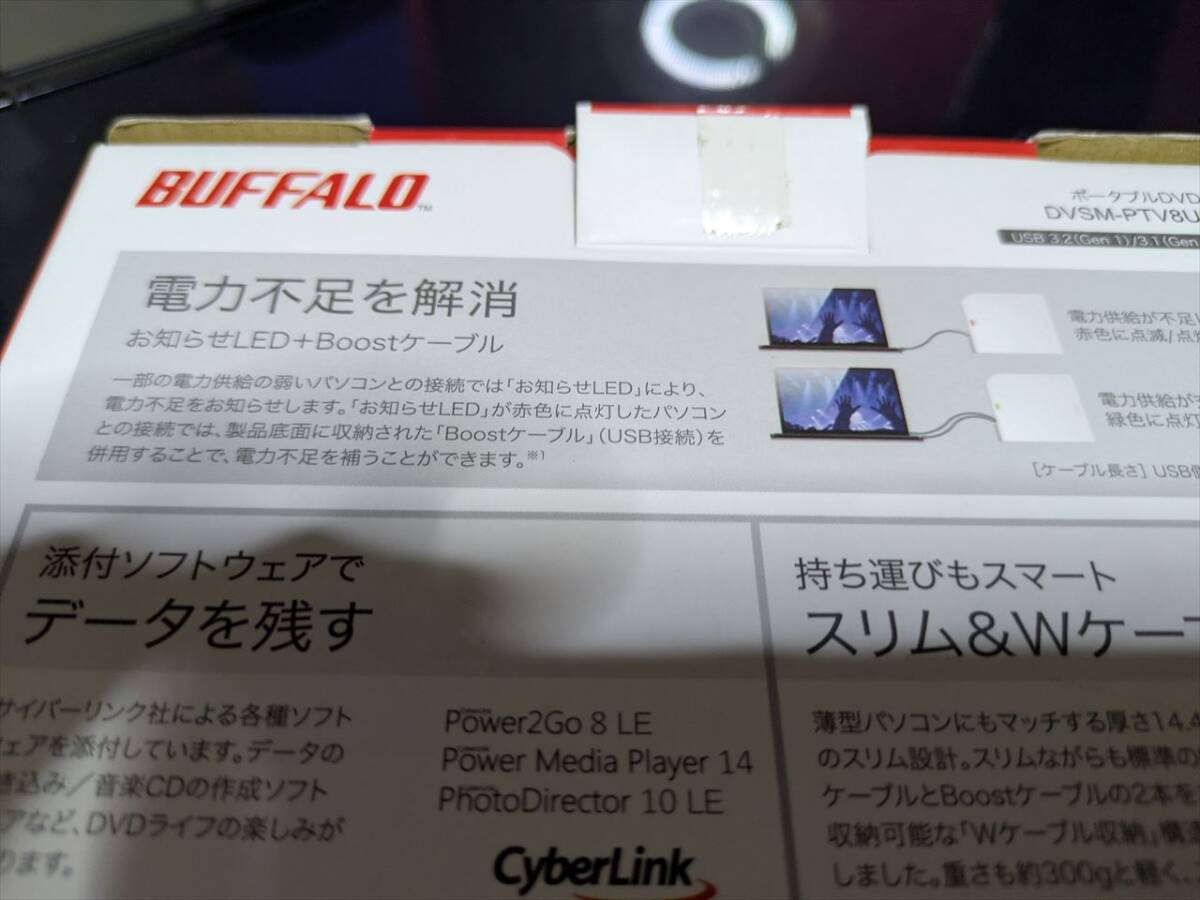 BUFFALO™
ポータブルDVD
DVSM-PTV8U
USB 3.2(Gen 1)/3.1(Gen
電力不足を解消
お知らせLED＋Boostケーブル
一部の電力供給の弱いパソコンとの接続では「お知らせLED」により、
電力不足をお知らせします。「お知らせLED」が赤色に点灯したパソコン
との接続では、製品底面に収納された「Boostケーブル」（USB接続）を
併用することで、電力不足を補うことができます。※1
電力供給が不足し
赤色に点滅/点灯
電力供給が
緑色に点灯
［ケーブル長さ］USB
添付ソフトウェアで
データを残す
サイバーリンク社による各種ソフト
ェアを添付しています。データの
き込み／音楽CDの作成ソフト
アなど、DVDライフの楽しみが
ります。
CyberLink
Power2Go 8 LE
CyberLink
Power Media Player 14
CyberLink
PhotoDirector 10 LE
CyberLink
持ち運びもスマート
スリム＆Wケー
薄型パソコンにもマッチする厚さ14.4
のスリム設計。スリムながらも標準の
ケーブルとBoostケーブルの2本を
収納可能な「Wケーブル収納」構造
しました。重さも約300gと軽く、